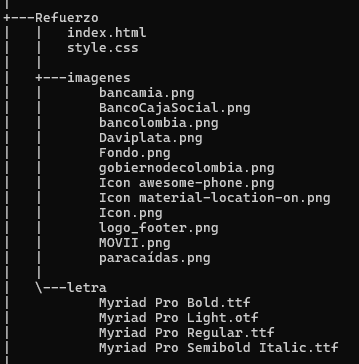 |
+---Refuerzo
|   |   index.html
|   |   style.css
|   |
|   +---imagenes
|   |       bancamia.png
|   |       BancoCajaSocial.png
|   |       bancolombia.png
|   |       Daviplata.png
|   |       Fondo.png
|   |       gobiernodecolombia.png
|   |       Icon awesome-phone.png
|   |       Icon material-location-on.png
|   |       Icon.png
|   |       logo_footer.png
|   |       MOVII.png
|   |       paracaídas.png
|   |
|   \---letra
|           Myriad Pro Bold.ttf
|           Myriad Pro Light.otf
|           Myriad Pro Regular.ttf
|           Myriad Pro Semibold Italic.ttf
|